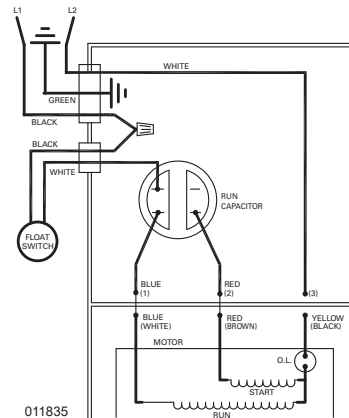 L1
L2
WHITE
GREEN
BLACK
BLACK
WHITE
FLOAT
SWITCH
RUN
CAPACITOR
BLUE
(1)
RED
(2)
(3)
BLUE
(WHITE)
RED
(BROWN)
YELLOW
(BLACK)
MOTOR
O.L.
START
RUN
011835